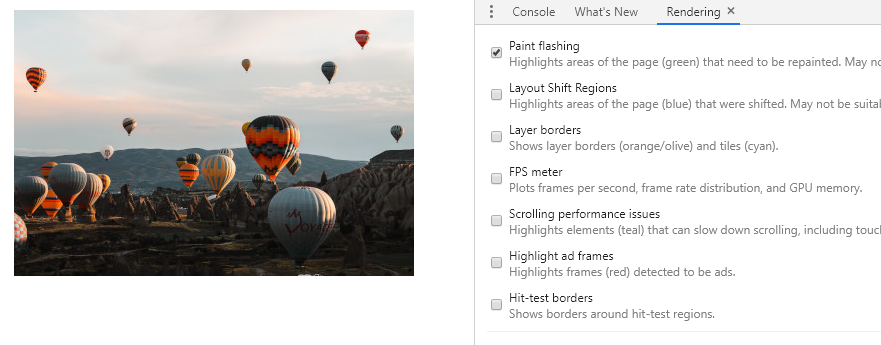 Console What's New Rendering ×
Paint flashing
Highlights areas of the page (green) that need to be repainted. May no
Layout Shift Regions
Highlights areas of the page (blue) that were shifted. May not be suital
Layer borders
Shows layer borders (orange/olive) and tiles (cyan).
FPS meter
Plots frames per second, frame rate distribution, and GPU memory.
Scrolling performance issues
Highlights elements (teal) that can slow down scrolling, including touc
Highlight ad frames
Highlights frames (red) detected to be ads.
Hit-test borders
Shows borders around hit-test regions.
VOYAGE